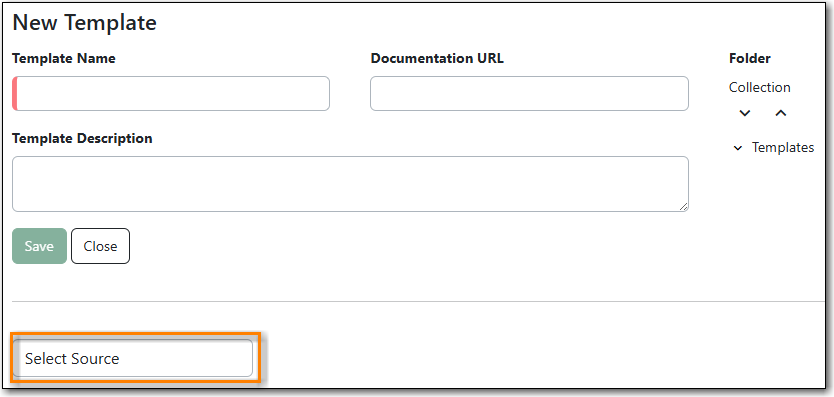 New Template
Template Name
Documentation URL
Folder
Collection
Templates
Template Description
Save
Close
Select Source